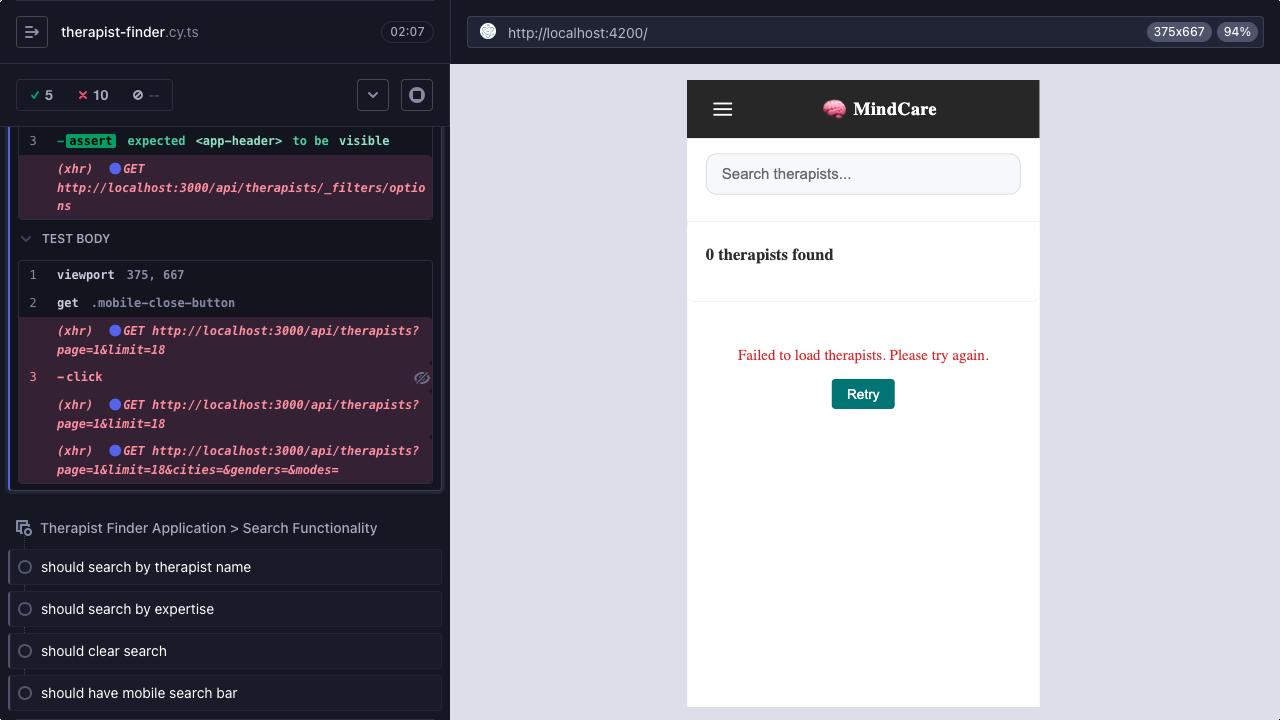 therapist-finder.cy.ts
02:07
5
10
--
3 -assert expected <app-header> to be visible
(xhr) GET
http://localhost:3000/api/therapists/_filters/optio
ns
TEST BODY
1 viewport 375, 667
2 get .mobile-close-button
(xhr) GET http://localhost:3000/api/therapists?
page=1&limit=18
3 -click
(xhr) GET http://localhost:3000/api/therapists?
page=1&limit=18
(xhr) GET http://localhost:3000/api/therapists?
page=1&limit=18&cities=&genders=&modes=
Therapist Finder Application > Search Functionality
should search by therapist name
should search by expertise
should clear search
should have mobile search bar
http://localhost:4200/
375x667
94%
MindCare
Search therapists...
0 therapists found
Failed to load therapists. Please try again.
Retry